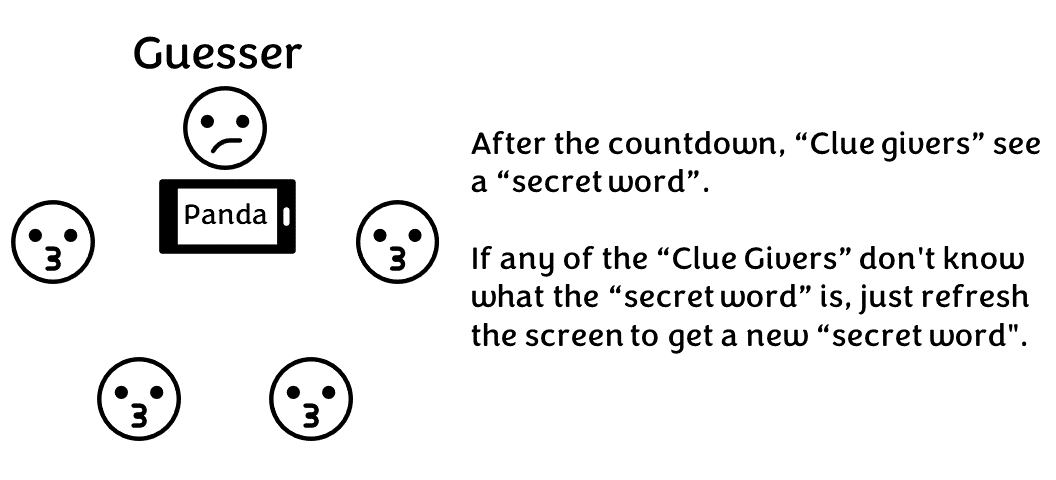 Guesser
Panda
After the countdown, “Clue givers” see
a “secret word”.
If any of the “Clue Givers” don't know
what the “secret word” is, just refresh
the screen to get a new “secret word".